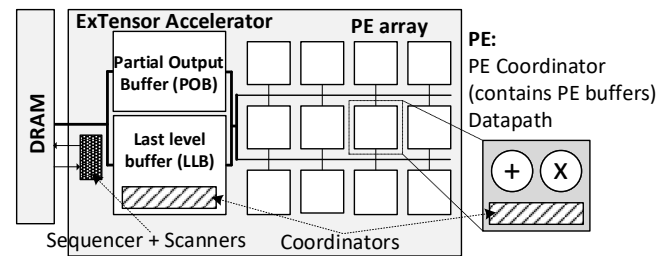 ExTensor Accelerator
PE array
Partial Output
Buffer (POB)
Last level
buffer (LLB)
DRAM
PE:
PE Coordinator
(contains PE buffers)
Datapath
+
X
Sequencer + Scanners
Coordinators